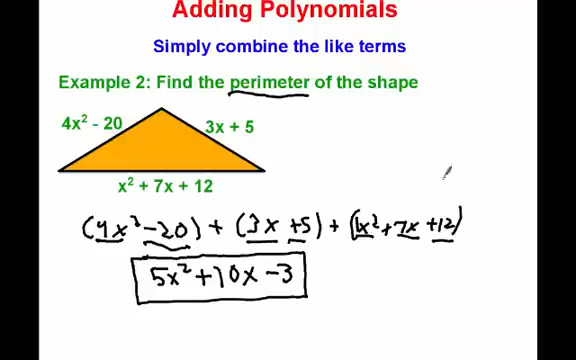 Adding Polynomials
Simply combine the like terms
Example 2: Find the perimeter of the shape
4x² - 20
3x + 5
x² + 7x + 12
(4x² -20) + (3x +5) + (1x² +7x +12)
5x² +10x -3